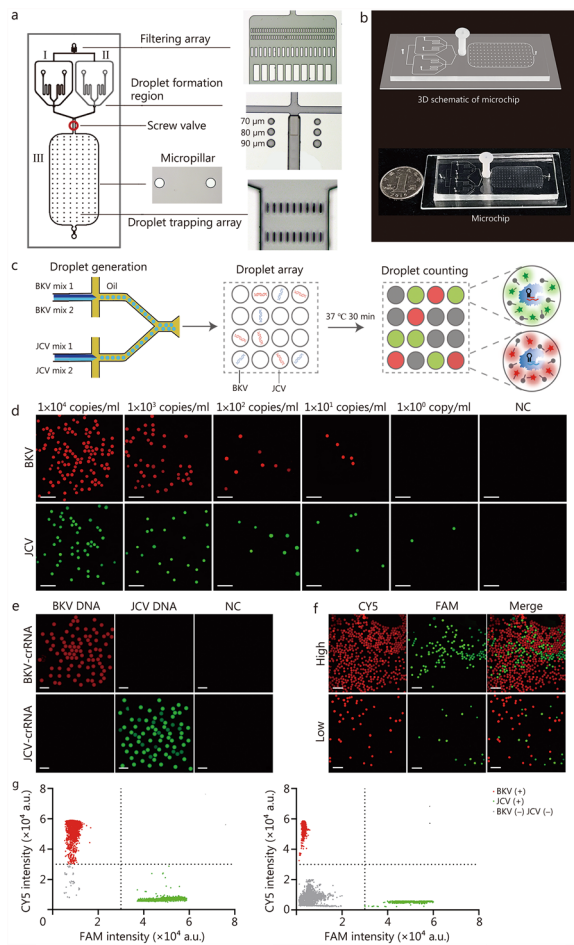 a
Filtering array
I
II
Droplet formation
region
Screw valve
III
Micropillar
Droplet trapping array
70 μm
80 μm
90 μm
b
3D schematic of microchip
Microchip
c
Droplet generation
BKV mix 1
Oil
BKV mix 2
JCV mix 1
JCV mix 2
Droplet array
BKV
JCV
37 ℃ 30 min
Droplet counting
d
1×10⁴ copies/ml
1×10³ copies/ml
1×10² copies/ml
1×10¹ copies/ml
1×10⁰ copy/ml
NC
BKV
JCV
e
BKV DNA
JCV DNA
NC
BKV-crRNA
JCV-crRNA
f
CY5
FAM
Merge
High
Low
g
CY5 intensity (×10⁴ a.u.)
8
6
4
2
0
0
2
4
6
8
FAM intensity (×10⁴ a.u.)
CY5 intensity (×10⁴ a.u.)
8
6
4
2
0
0
2
4
6
8
FAM intensity (×10⁴ a.u.)
BKV (+)
JCV (+)
BKV (−) JCV (−)